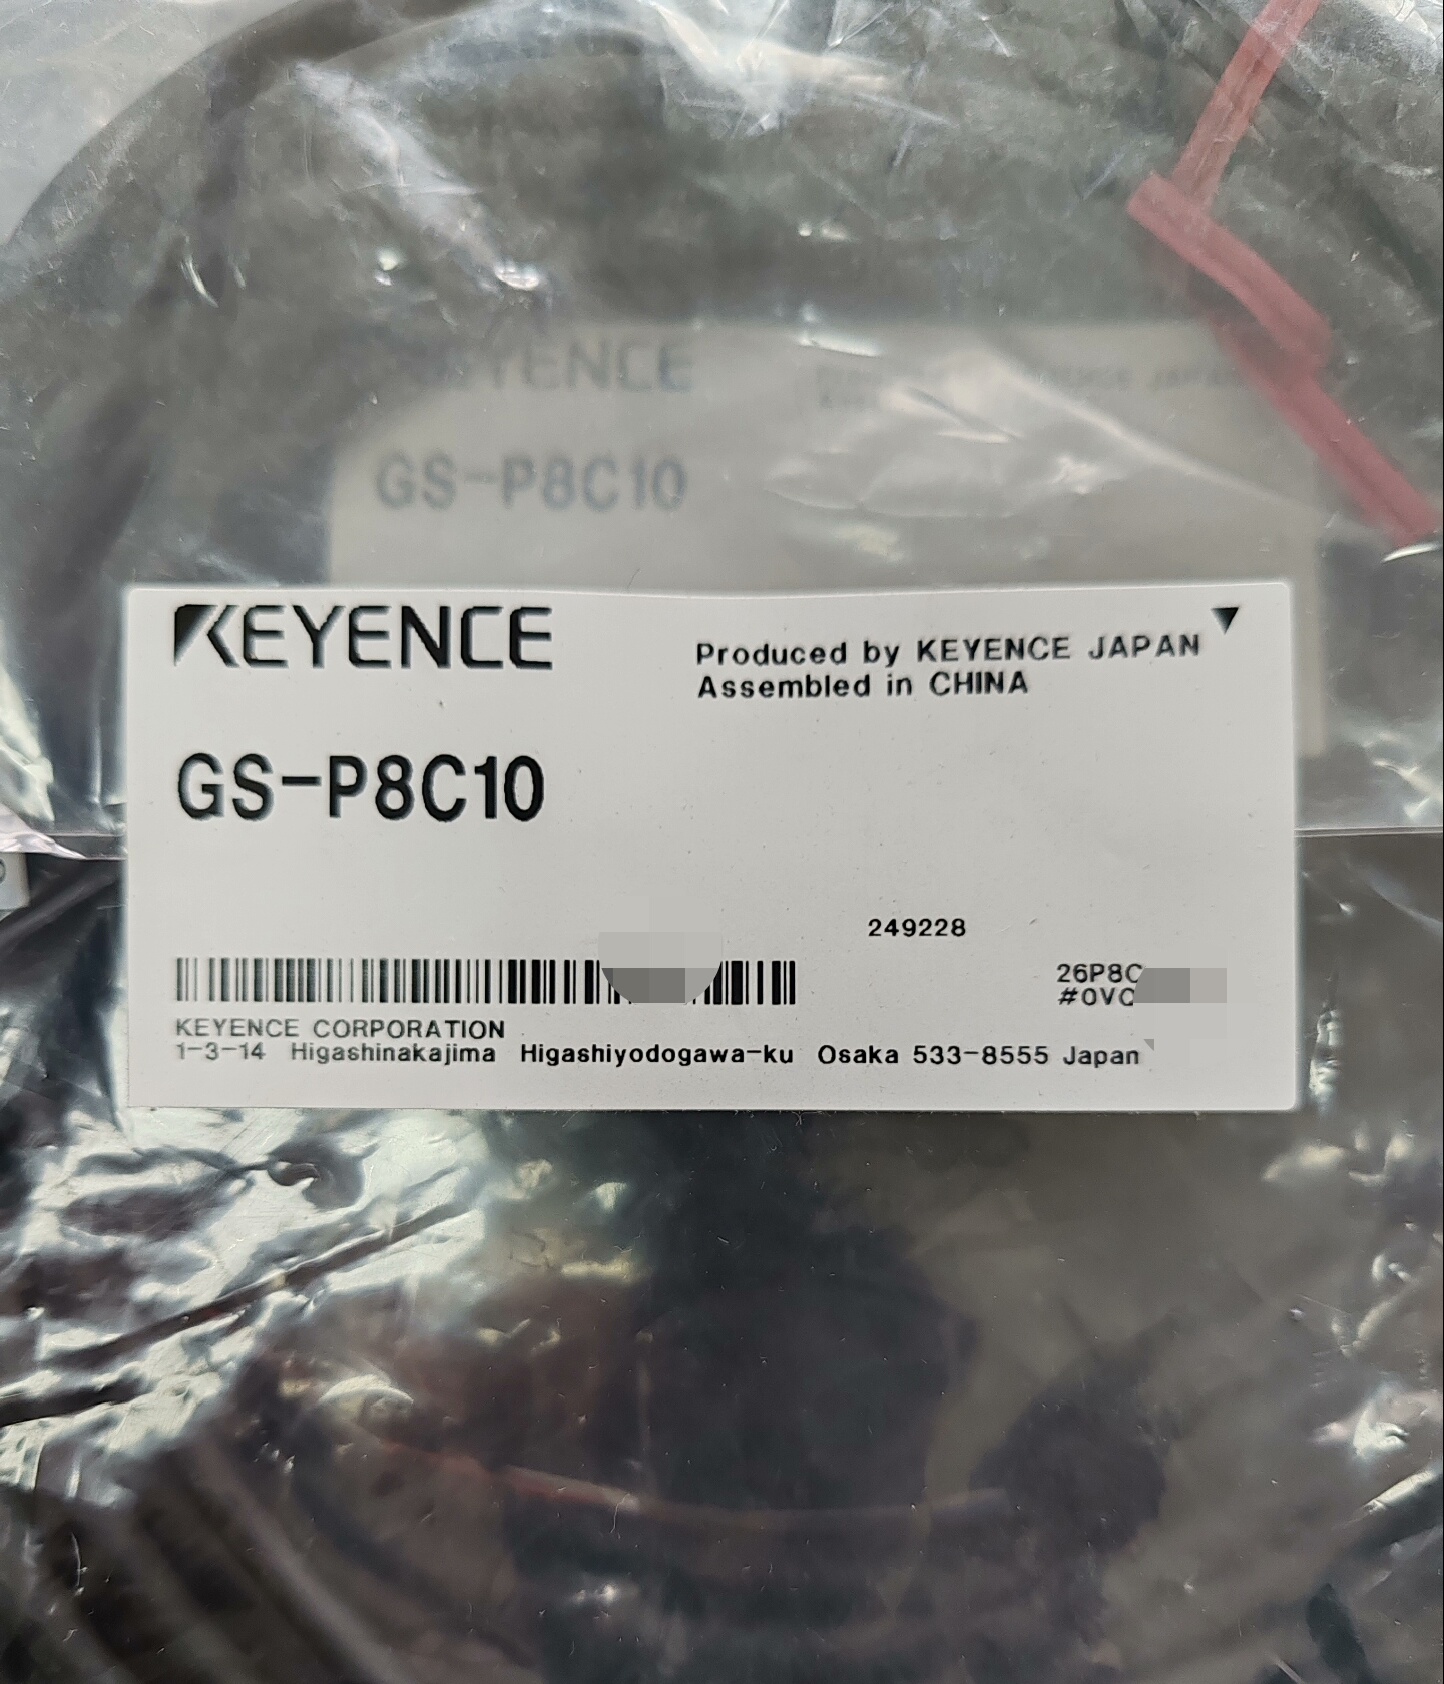 KEYENCE
GS-P8C10
KEYENCE
Produced by KEYENCE JAPAN
Assembled in CHINA
GS-P8C10
249228
26P8C
#0VC
KEYENCE CORPORATION
1-3-14 Higashinakajima Higashiyodogawa-ku Osaka 533-8555 Japan